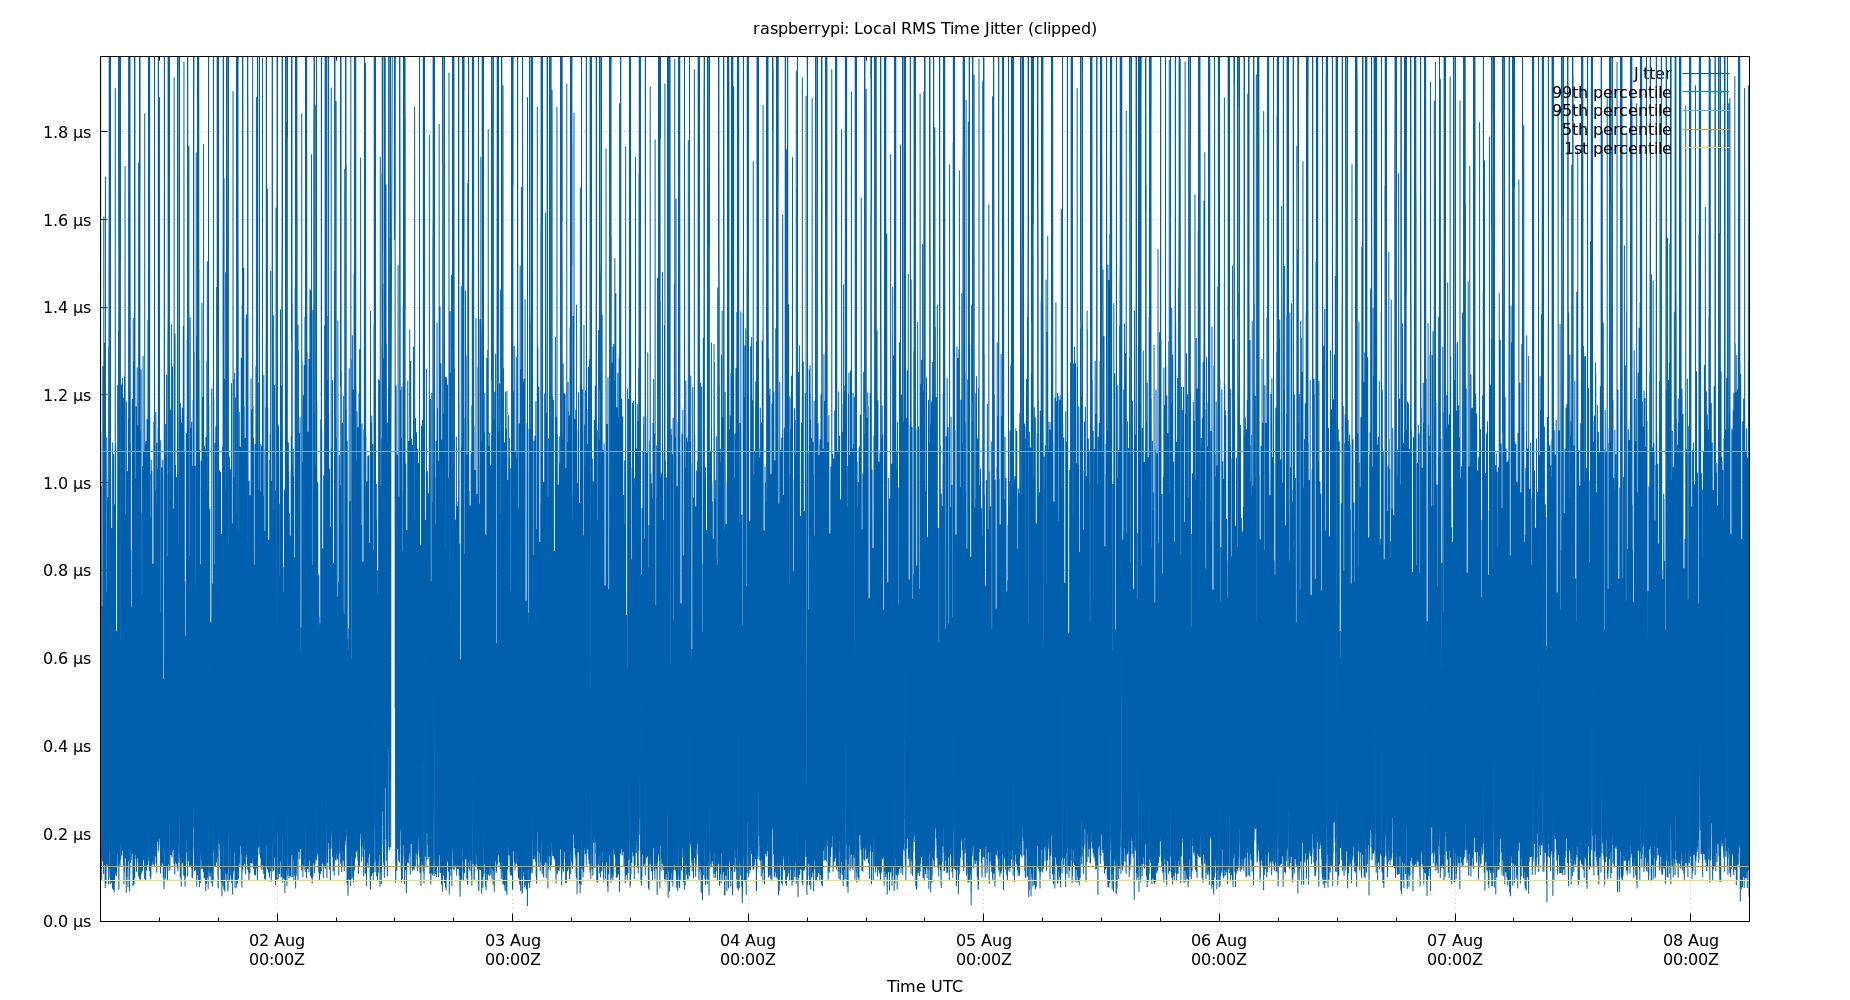 raspberrypi: Local RMS Time Jitter (clipped)
Jitter
99th percentile
95th percentile
5th percentile
1st percentile
1.8 µs
1.6 µs
1.4 µs
1.2 µs
1.0 µs
0.8 µs
0.6 µs
0.4 µs
0.2 µs
0.0 µs
02 Aug 03 Aug 04 Aug 05 Aug 06 Aug 07 Aug 08 Aug
00:00Z 00:00Z 00:00Z 00:00Z 00:00Z 00:00Z 00:00Z
Time UTC